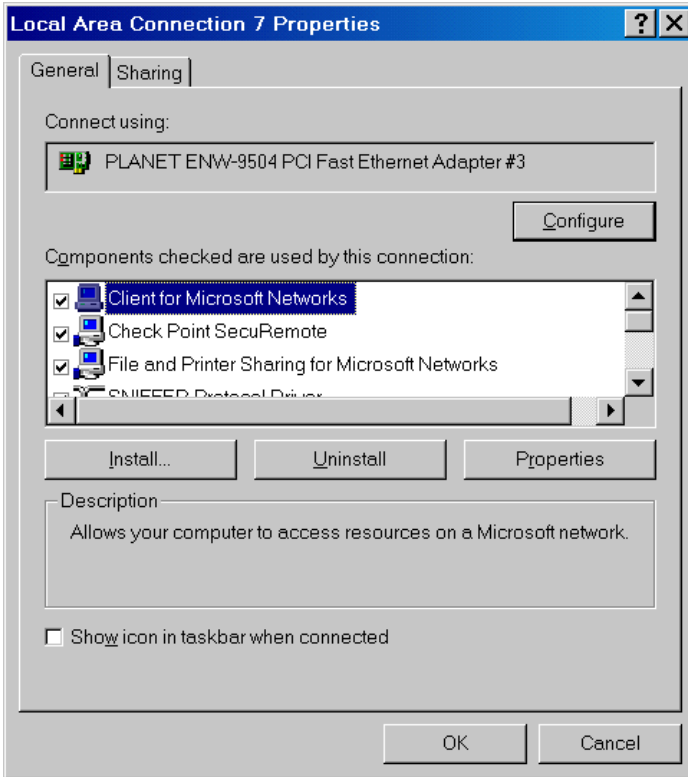 Local Area Connection 7 Properties
General Sharing
Connect using:
PLANET ENW-9504 PCI Fast Ethernet Adapter #3
Configure
Components checked are used by this connection:
Client for Microsoft Networks
Check Point SecuRemote
File and Printer Sharing for Microsoft Networks
SNIFFER Protocol Driver
Install... Uninstall Properties
Description
Allows your computer to access resources on a Microsoft network.
Show icon in taskbar when connected
OK Cancel